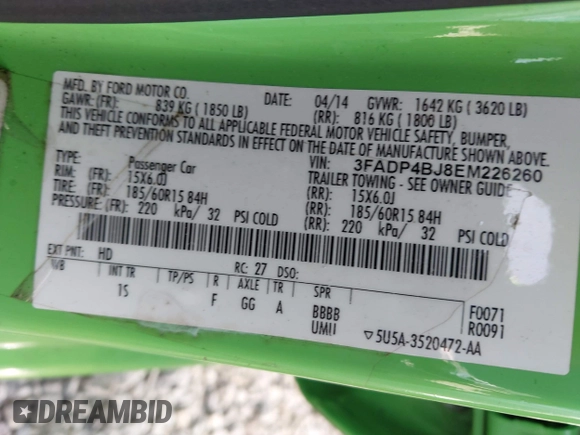 MFD. BY FORD MOTOR CO.
DATE: 04/14 GVWR: 1642 KG ( 3620 LB)
GAWR: (FR): 839 KG ( 1850 LB) (RR): 816 KG ( 1800 LB)
THIS VEHICLE CONFORMS TO ALL APPLICABLE FEDERAL MOTOR VEHICLE SAFETY, BUMPER,
AND THEFT PREVENTION STANDARDS IN EFFECT ON THE DATE OF MANUFACTURE SHOWN ABOVE.
VIN: 3FADP4BJ8EM226260
TYPE: Passenger Car TRAILER TOWING - SEE OWNER GUIDE
RIM: (FR): 15X6.0J (RR): 15X6.0J
TIRE: (FR): 185/60R15 84H (RR): 185/60R15 84H
PRESSURE: (FR): 220 kPa/ 32 PSI COLD (RR): 220 kPa/ 32 PSI COLD
EXT PNT: HD RC: 27 DSO:
WB INT TR TP/PS R AXLE TR SPR
1S F GG A BBBB F0071
UM!! R0091
▽5U5A-3520472-AA
DREAMBID